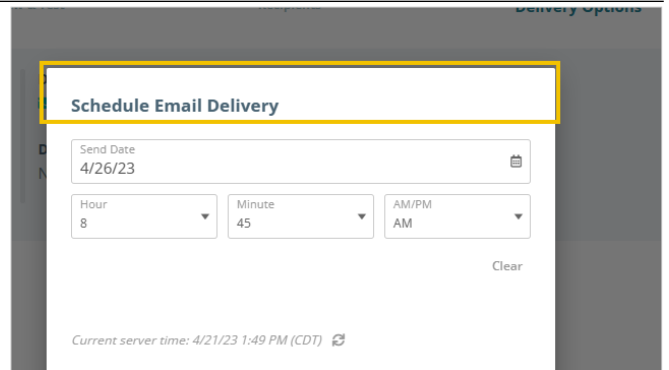 Delivery Options
Schedule Email Delivery
Send Date
4/26/23
Hour
8
Minute
45
AM/PM
AM
Clear
Current server time: 4/21/23 1:49 PM (CDT)